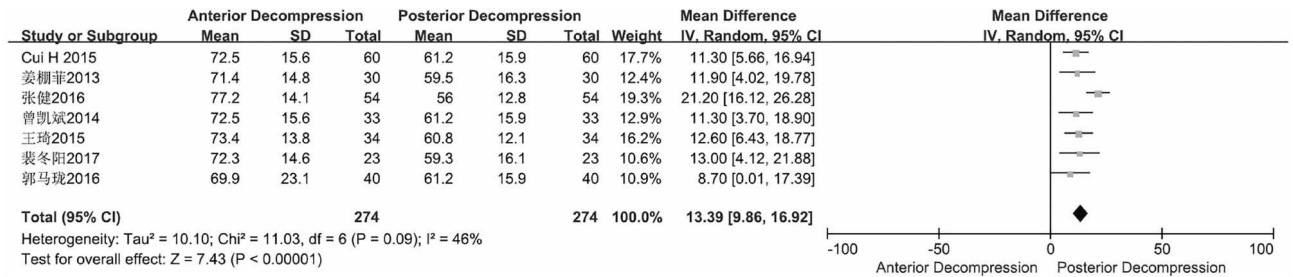 Anterior Decompression Posterior Decompression Mean Difference Mean Difference
Study or Subgroup Mean SD Total Mean SD Total Weight IV, Random, 95% CI IV, Random, 95% CI
Cui H 2015 72.5 15.6 60 61.2 15.9 60 17.7% 11.30 [5.66, 16.94]
姜棚菲2013 71.4 14.8 30 59.5 16.3 30 12.4% 11.90 [4.02, 19.78]
张健2016 77.2 14.1 54 56 12.8 54 19.3% 21.20 [16.12, 26.28]
曾凯斌2014 72.5 15.6 33 61.2 15.9 33 12.9% 11.30 [3.70, 18.90]
王琦2015 73.4 13.8 34 60.8 12.1 34 16.2% 12.60 [6.43, 18.77]
裴冬阳2017 72.3 14.6 23 59.3 16.1 23 10.6% 13.00 [4.12, 21.88]
郭马珑2016 69.9 23.1 40 61.2 15.9 40 10.9% 8.70 [0.01, 17.39]
Total (95% CI) 274 274 100.0% 13.39 [9.86, 16.92]
Heterogeneity: Tau² = 10.10; Chi² = 11.03, df = 6 (P = 0.09); I² = 46%
Test for overall effect: Z = 7.43 (P < 0.00001)
-100 -50 0 50 100
Anterior Decompression Posterior Decompression